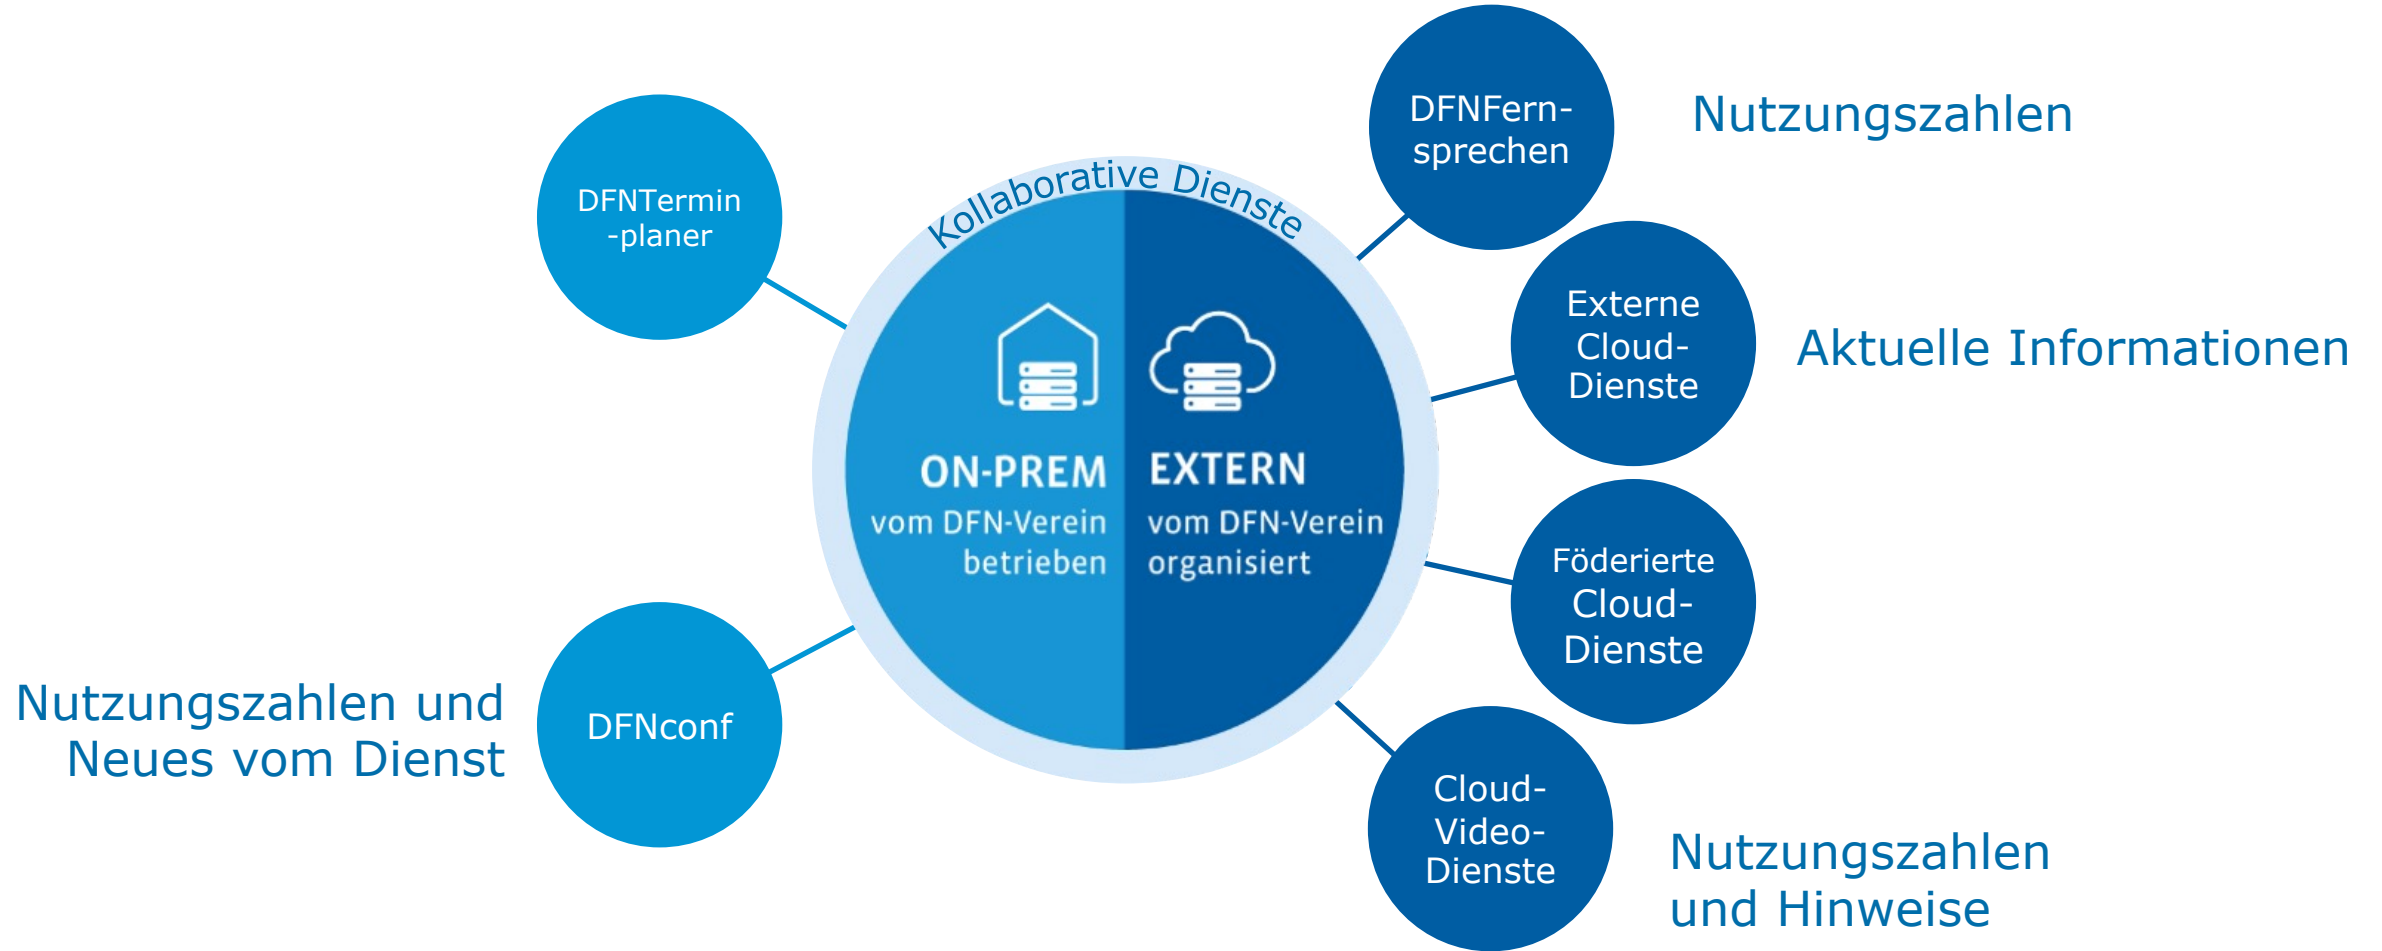 DFNTermin
-planer
Nutzungszahlen und
Neues vom Dienst
DFNconf
Kollaborative Dienste
ON-PREM
vom DFN-Verein
betrieben
EXTERN
vom DFN-Verein
organisiert
DFNFern-
sprechen
Nutzungszahlen
Externe
Cloud-
Dienste
Aktuelle Informationen
Föderierte
Cloud-
Dienste
Cloud-
Video-
Dienste
Nutzungszahlen
und Hinweise